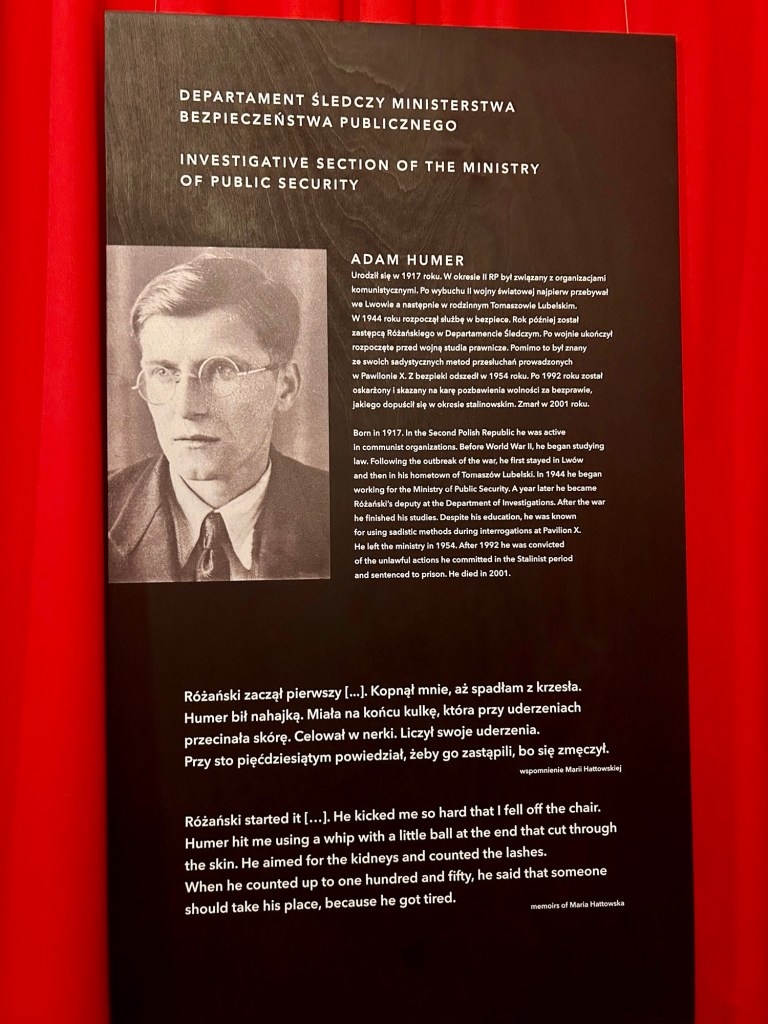 DEPARTAMENT ŚLEDCZY MINISTERSTWA
BEZPIECZEŃSTWA PUBLICZNEGO
INVESTIGATIVE SECTION OF THE MINISTRY
OF PUBLIC SECURITY
ADAM HUMER
Urodził się w 1917 roku. W okresie II RP był związany z organizacjami
komunistycznymi. Po wybuchu II wojny światowej najpierw przebywał
we Lwowie a następnie w rodzinnym Tomaszowie Lubelskim.
W 1944 roku rozpoczął służbę w bezpiece. Rok później został
zastępcą Różańskiego w Departamencie Śledczym. Po wojnie ukończył
rozpoczęte przed wojną studia prawnicze. Pomimo to był znany
ze swoich sadystycznych metod przesłuchań prowadzonych
w Pawilonie X. Z bezpieki odszedł w 1954 roku. Po 1992 roku został
oskarżony i skazany na karę pozbawienia wolności za bezprawie,
jakiego dopuścił się w okresie stalinowskim. Zmarł w 2001 roku.
Born in 1917. In the Second Polish Republic he was active
in communist organizations. Before World War II, he began studying
law. Following the outbreak of the war, he first stayed in Lwów
and then in his hometown of Tomaszów Lubelski. In 1944 he began
working for the Ministry of Public Security. A year later he became
Różański's deputy at the Department of Investigations. After the war
he finished his studies. Despite his education, he was known
for using sadistic methods during interrogations at Pavilion X.
He left the ministry in 1954. After 1992 he was convicted
of the unlawful actions he committed in the Stalinist period
and sentenced to prison. He died in 2001.
Różański zaczął pierwszy [...]. Kopnął mnie, aż spadłam z krzesła.
Humer bił nahajką. Miała na końcu kulkę, która przy uderzeniach
przecinała skórę. Celował w nerki. Liczył swoje uderzenia.
Przy sto pięćdziesiątym powiedział, żeby go zastąpili, bo się zmęczył.
wspomnienie Marii Hattowskiej
Różański started it [...]. He kicked me so hard that I fell off the chair.
Humer hit me using a whip with a little ball at the end that cut through
the skin. He aimed for the kidneys and counted the lashes.
When he counted up to one hundred and fifty, he said that someone
should take his place, because he got tired.
memoirs of Maria Hattowska